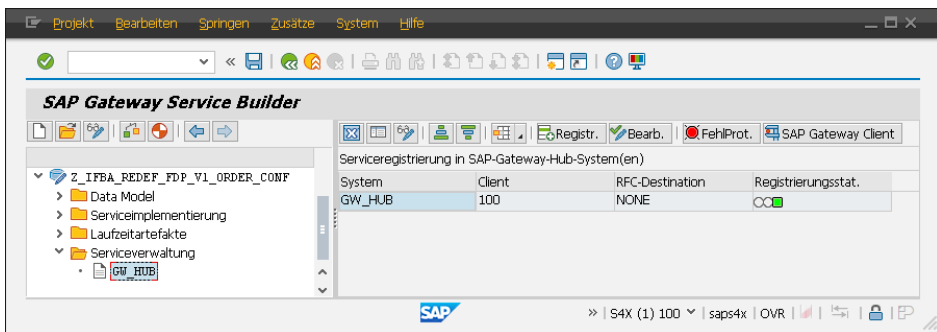 Projekt Bearbeiten Springen Zusätze System Hilfe
SAP Gateway Service Builder
Registr. Bearb. FehlProt. SAP Gateway Client
Serviceregistrierung in SAP-Gateway-Hub-System(en)
Z_IFBA_REDEF_FDP_V1_ORDER_CONF
System Client RFC-Destination Registrierungsstat.
Data Model
GW_HUB 100 NONE
Serviceimplementierung
Laufzeitartefakte
Serviceverwaltung
GW_HUB
SAP » S4X (1) 100 saps4x OVR